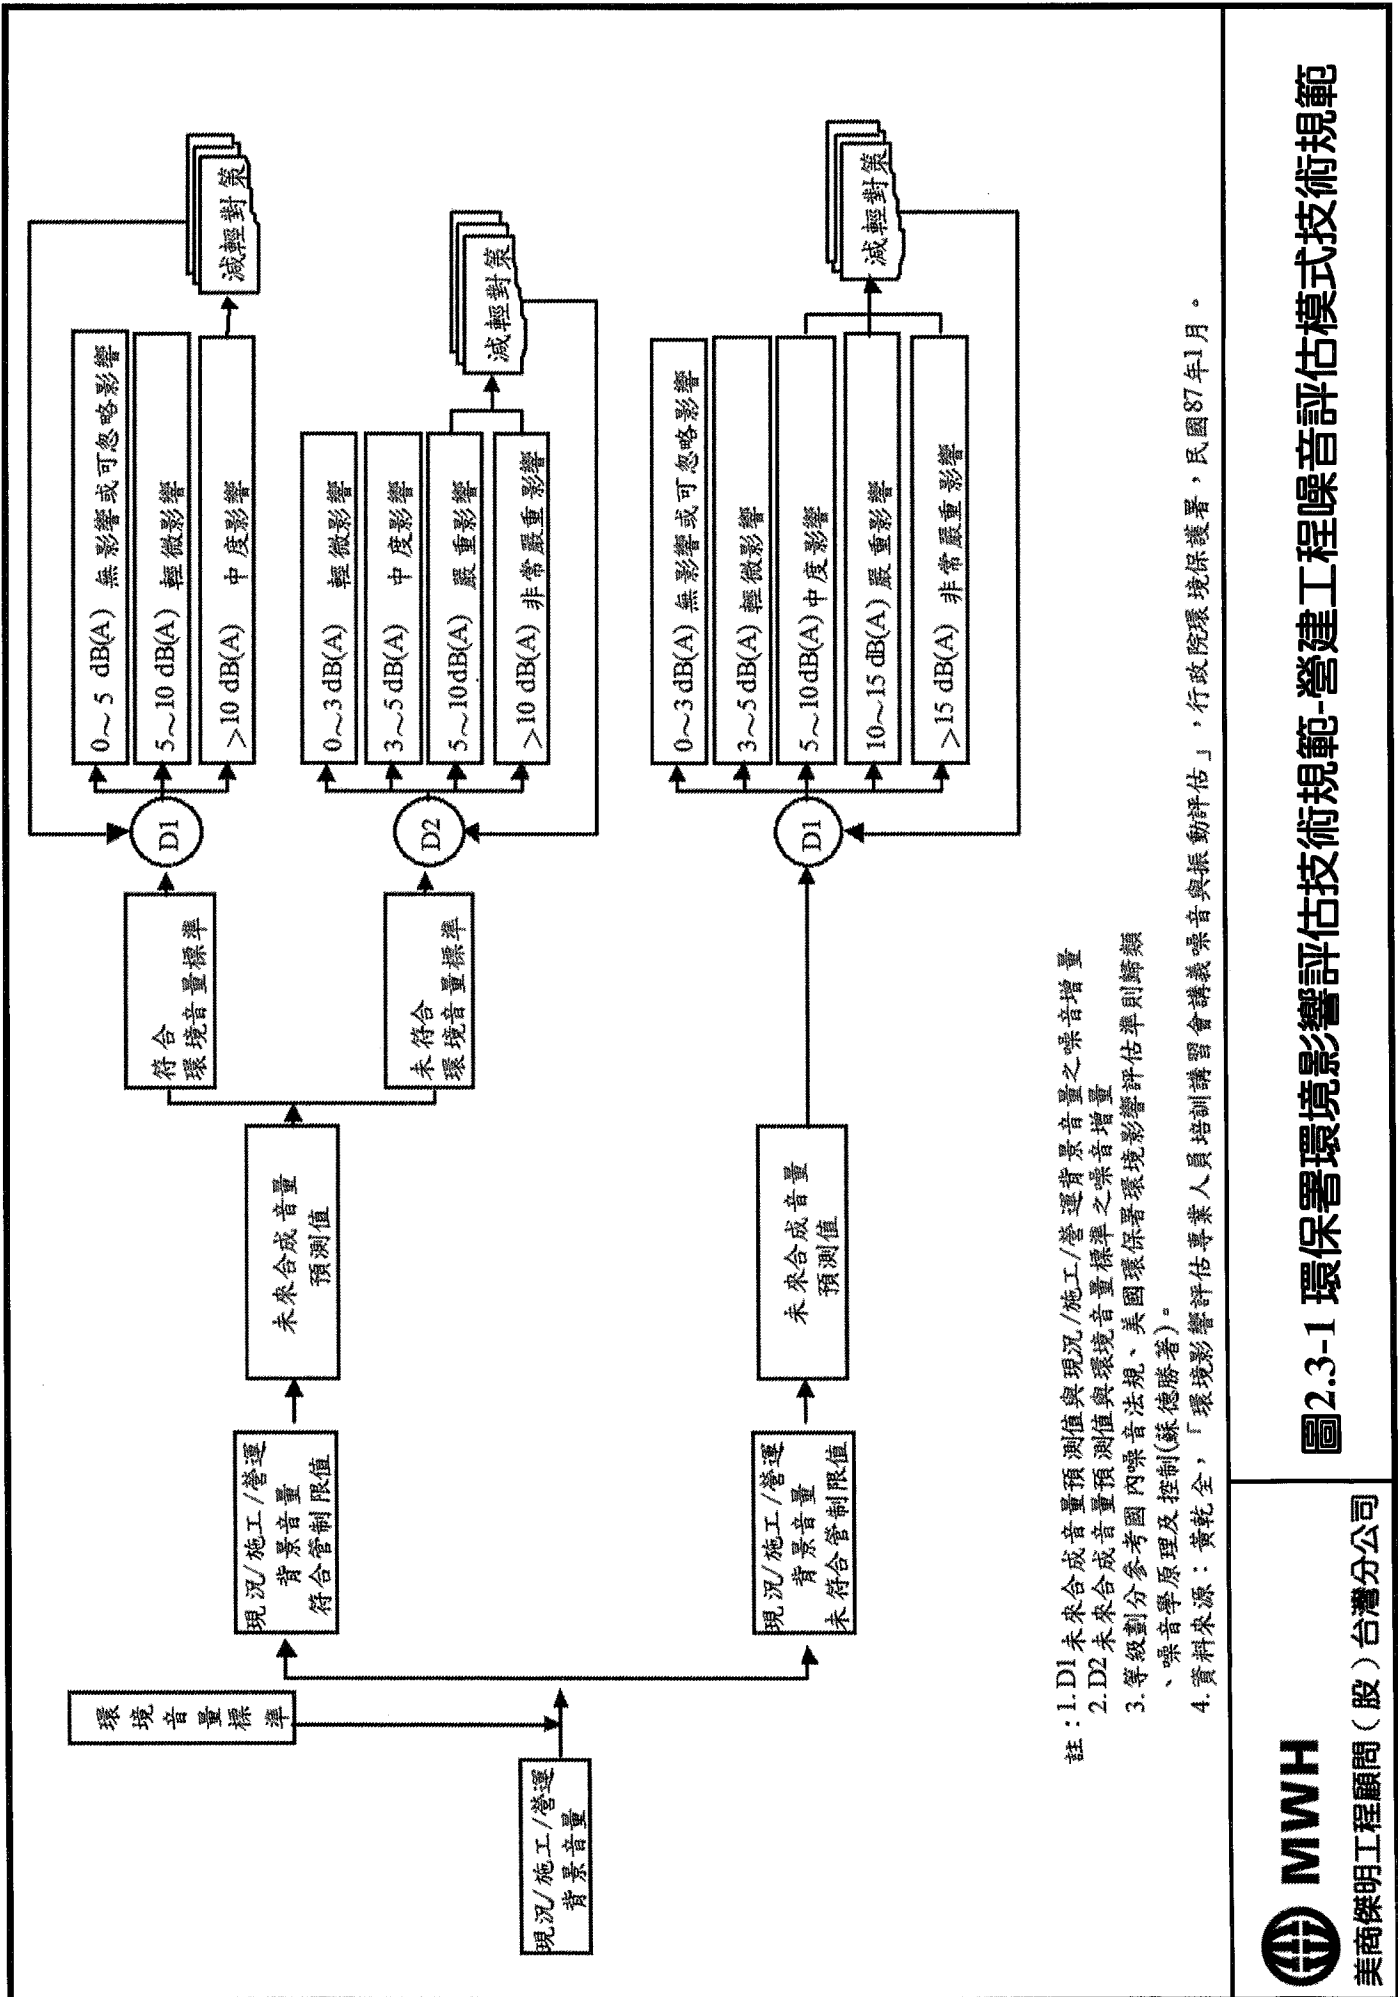 環境音量標準
現況/施工/營運
背景音量
現況/施工/營運
背景音量
符合管制限值
未來合成音量
預測值
符合
環境音量標準
D1
0～5 dB(A) 無影響或可忽略影響
5～10 dB(A) 輕微影響
>10 dB(A) 中度影響
減輕對策
未符合
環境音量標準
D2
0～3 dB(A) 輕微影響
3～5 dB(A) 中度影響
5～10 dB(A) 嚴重影響
>10 dB(A) 非常嚴重影響
減輕對策
現況/施工/營運
背景音量
未符合管制限值
未來合成音量
預測值
D1
0～3 dB(A) 無影響或可忽略影響
3～5 dB(A) 輕微影響
5～10 dB(A) 中度影響
10～15 dB(A) 嚴重影響
>15 dB(A) 非常嚴重影響
減輕對策
註：1.D1未來合成音量預測值與現況/施工/營運背景音量之噪音增量
2.D2未來合成音量預測值與環境音量標準之噪音增量
3.等級劃分參考國內噪音法規、美國環保署環境影響評估準則歸類
、噪音學原理及控制(蘇德勝著)。
4.資料來源：黃乾全，「環境影響評估專業人員培訓講習會講義噪音與振動評估」，行政院環境保護署，民國87年1月。
MWH
美商傑明工程顧問（股）台灣分公司
圖2.3-1 環保署環境影響評估技術規範-營建工程噪音評估模式技術規範